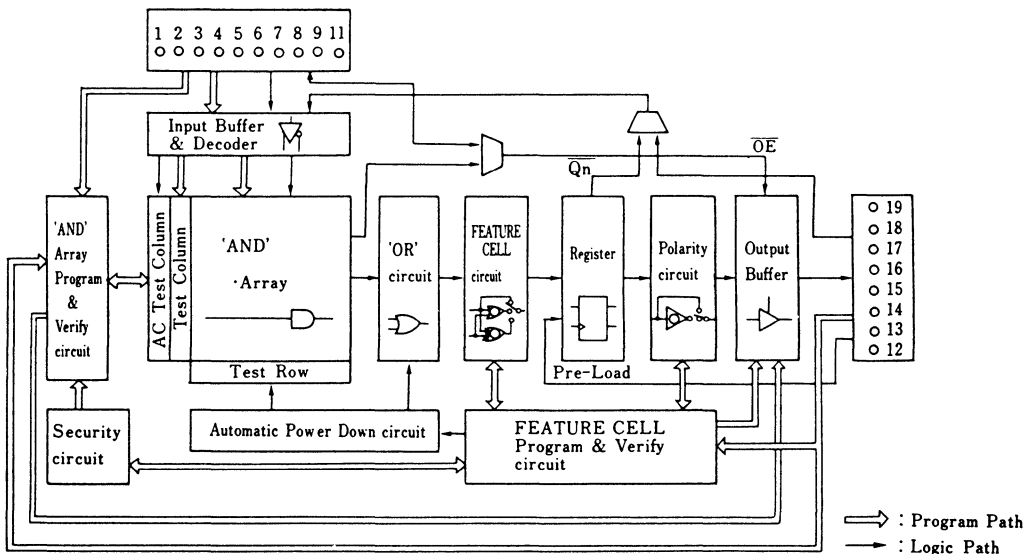 1 2 3 4 5 6 7 8 9 11
Input Buffer
& Decoder
OE
Qn
19
18
17
16
15
14
13
12
'AND'
Array
Program
&
Verify
circuit
AC Test Column
Test Column
'AND'
·Array
Test Row
'OR'
circuit
FEATURE
CELL
circuit
Register
Polarity
circuit
Output
Buffer
Pre-Load
Security
circuit
Automatic Power Down circuit
FEATURE CELL
Program & Verify
circuit
: Program Path
: Logic Path